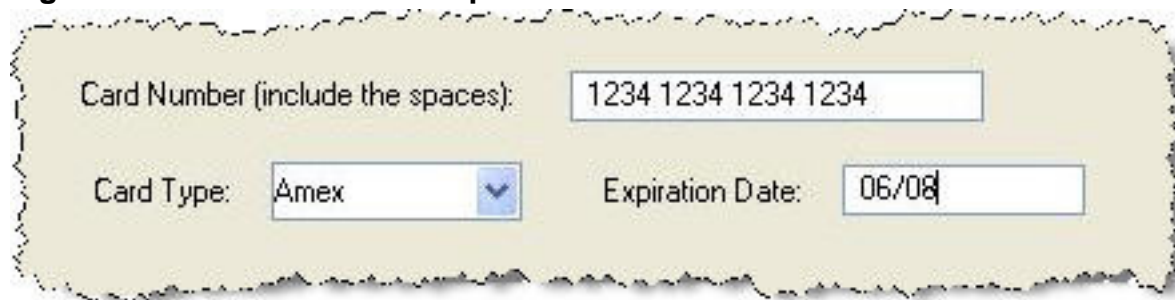 Card Number (include the spaces): 1234 1234 1234 1234
Card Type: Amex Expiration Date: 06/08